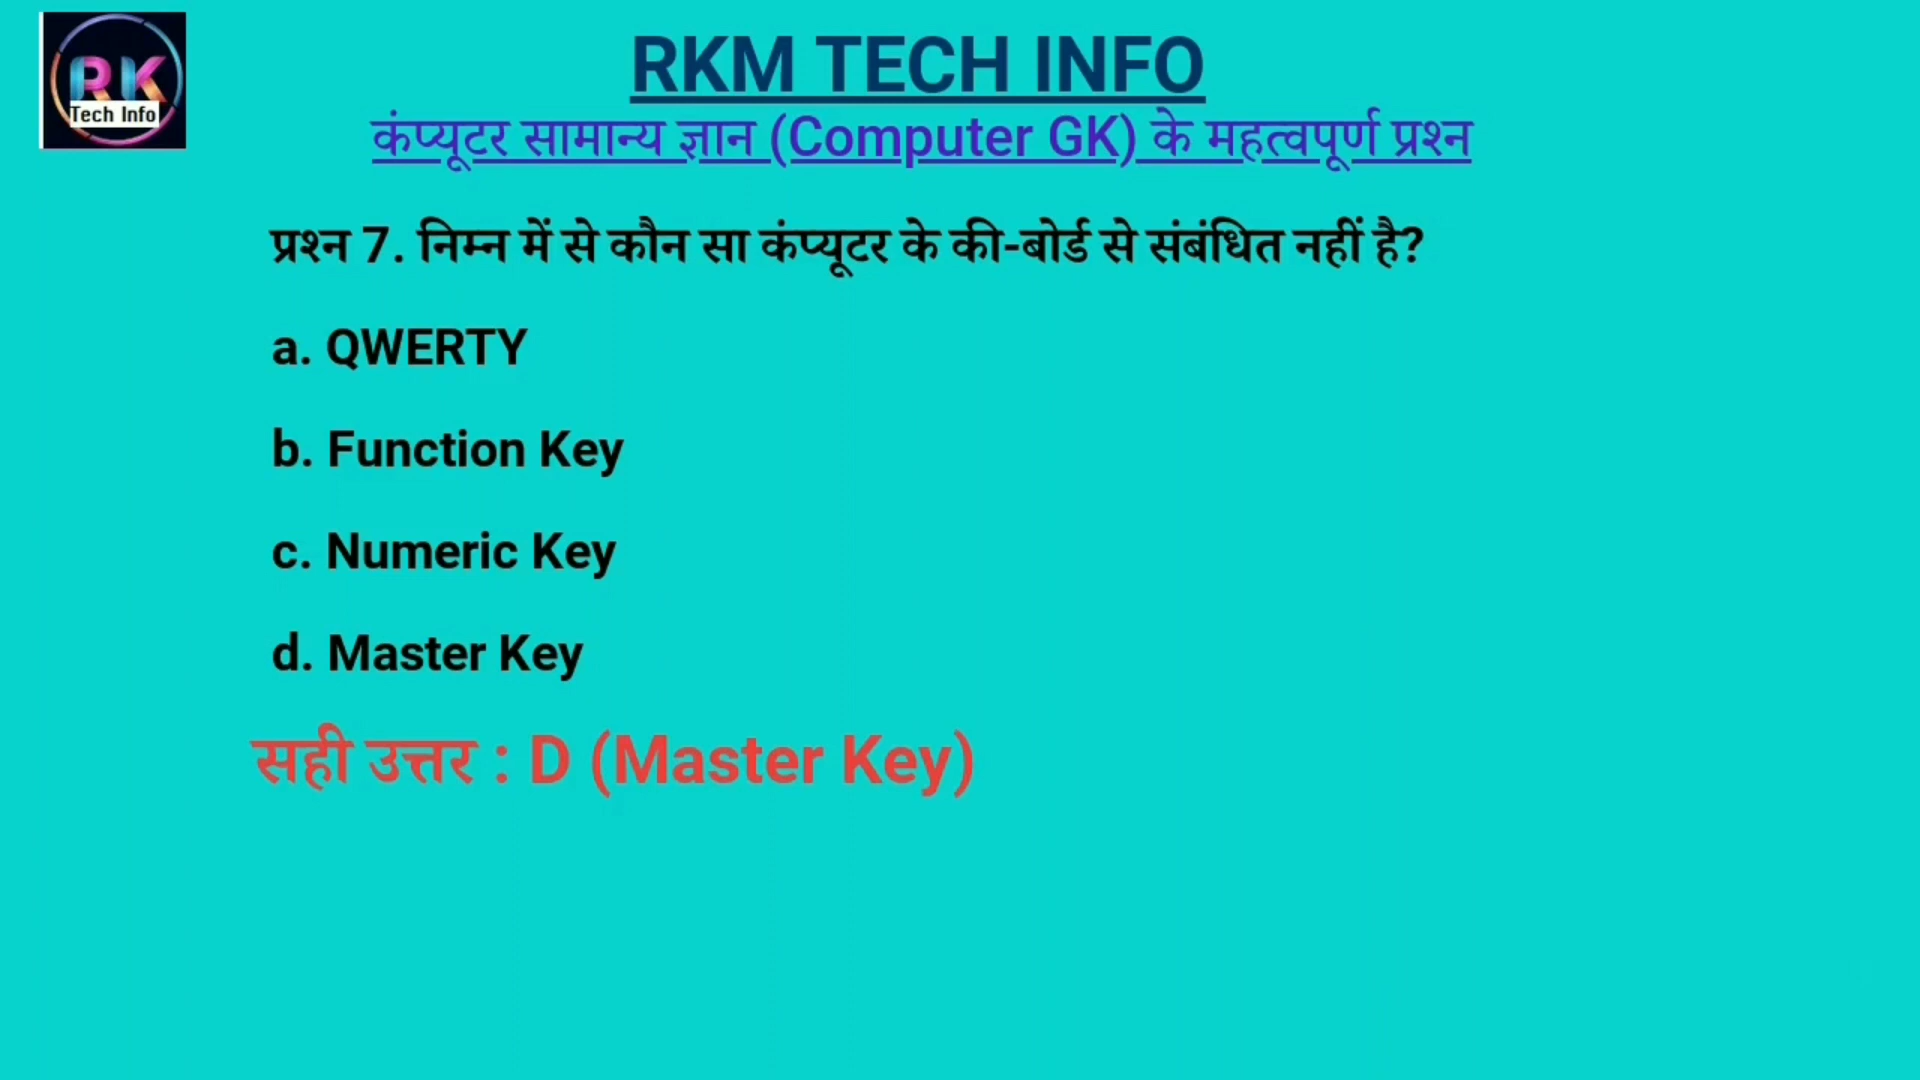 RK
Tech Info
RKM TECH INFO
कंप्यूटर सामान्य ज्ञान (Computer GK) के महत्वपूर्ण प्रश्न
प्रश्न 7. निम्न में से कौन सा कंप्यूटर के की-बोर्ड से संबंधित नहीं है?
a. QWERTY
b. Function Key
c. Numeric Key
d. Master Key
सही उत्तर : D (Master Key)